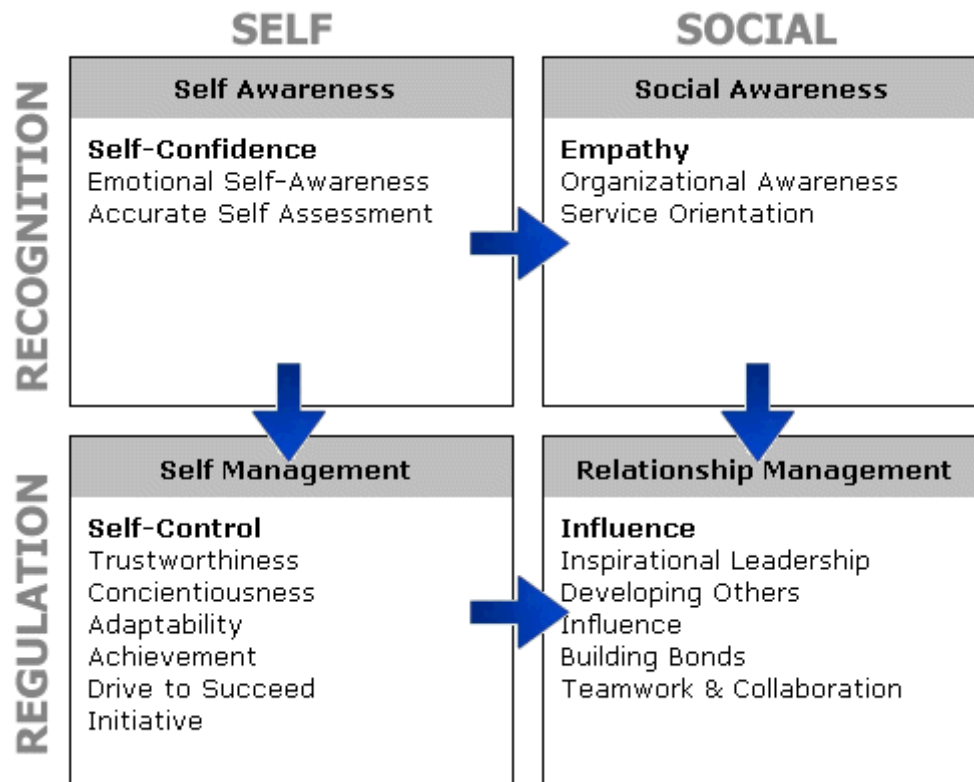 SELF
SOCIAL
RECOGNITION
Self Awareness
Self-Confidence
Emotional Self-Awareness
Accurate Self Assessment
Social Awareness
Empathy
Organizational Awareness
Service Orientation
REGULATION
Self Management
Self-Control
Trustworthiness
Concientiousness
Adaptability
Achievement
Drive to Succeed
Initiative
Relationship Management
Influence
Inspirational Leadership
Developing Others
Influence
Building Bonds
Teamwork & Collaboration